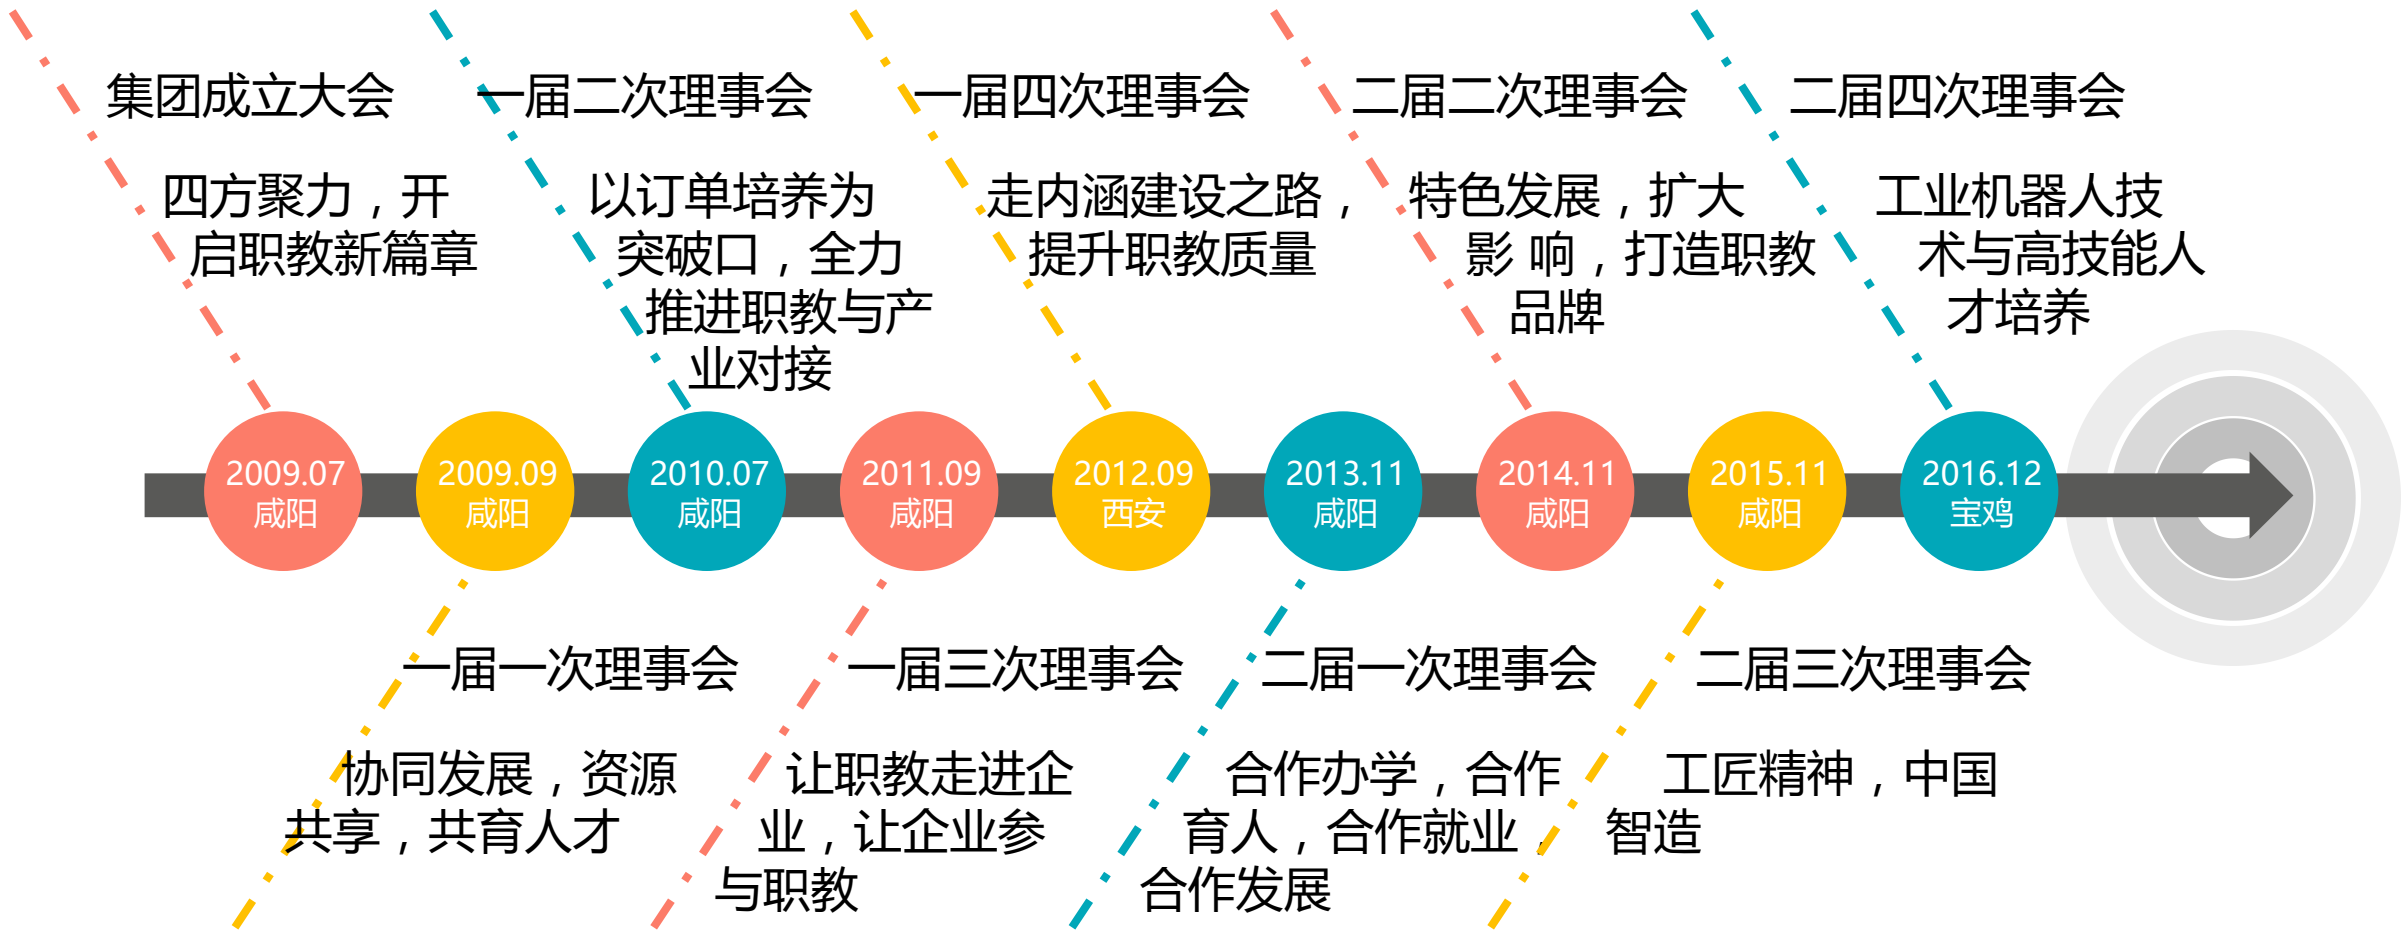 集团成立大会
四方聚力，开
启职教新篇章
一届二次理事会
以订单培养为
突破口，全力
推进职教与产
业对接
一届四次理事会
走内涵建设之路，
提升职教质量
二届二次理事会
特色发展，扩大
影 响，打造职教
品牌
二届四次理事会
工业机器人技
术与高技能人
才培养
2009.07
咸阳
2009.09
咸阳
2010.07
咸阳
2011.09
咸阳
2012.09
西安
2013.11
咸阳
2014.11
咸阳
2015.11
咸阳
2016.12
宝鸡
一届一次理事会
协同发展，资源
共享，共育人才
一届三次理事会
让职教走进企
业，让企业参
与职教
二届一次理事会
合作办学，合作
育人，合作就业，
合作发展
二届三次理事会
工匠精神，中国
智造